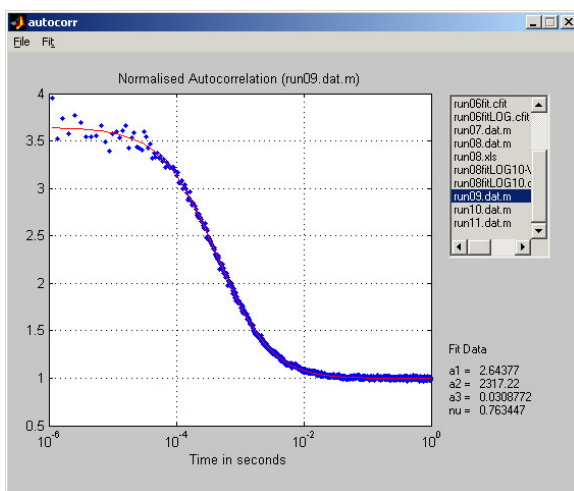 autocorr
File Fit
Normalised Autocorrelation (run09.dat.m)
4
3.5
3
2.5
2
1.5
1
0.5
10^-6
10^-4
10^-2
10^0
Time in seconds
run06fit.cfit
run06fitLOG.cfit
run07.dat.m
run08.dat.m
run08.xls
run08fitLOG10-\
run08fitLOG10.c
run09.dat.m
run10.dat.m
run11.dat.m
Fit Data
a1 = 2.64377
a2 = 2317.22
a3 = 0.0308772
nu = 0.763447